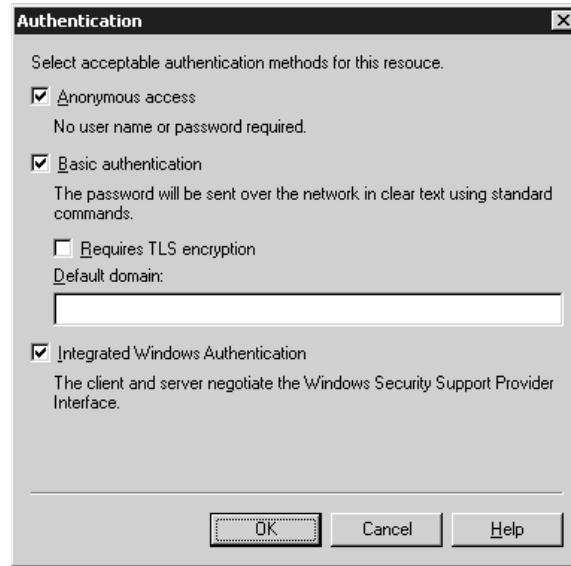 Authentication
Select acceptable authentication methods for this resouce.
Anonymous access
No user name or password required.
Basic authentication
The password will be sent over the network in clear text using standard
commands.
Requires TLS encryption
Default domain:
Integrated Windows Authentication
The client and server negotiate the Windows Security Support Provider
Interface.
OK Cancel Help